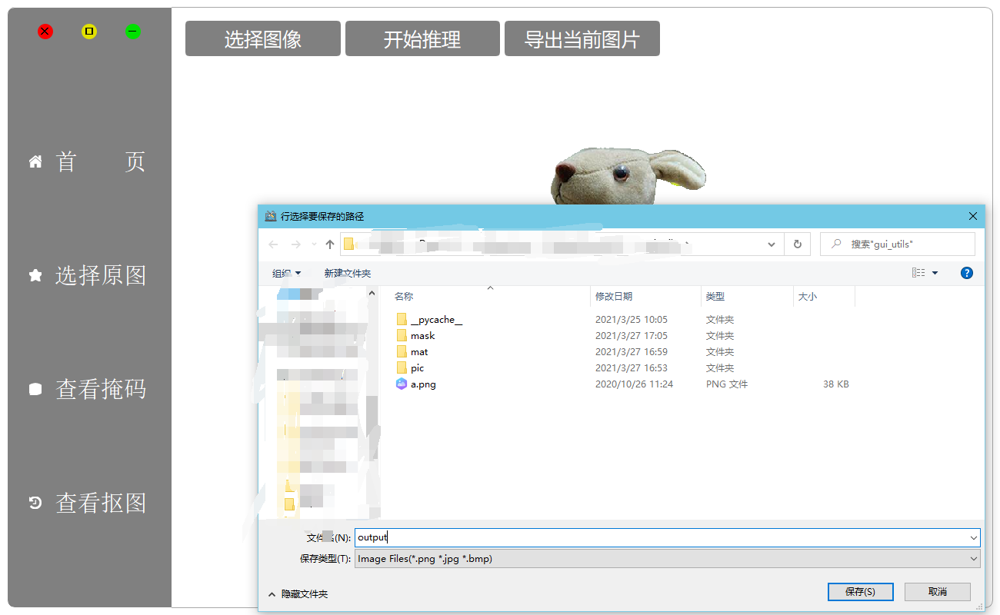 选择图像
开始推理
导出当前图片
首 页
选择原图
查看掩码
查看抠图
行选择要保存的路径
搜索"gui_utils"
组织
新建文件夹
名称 修改日期 类型 大小
__pycache__ 2021/3/25 10:05 文件夹
mask 2021/3/27 17:05 文件夹
mat 2021/3/27 16:59 文件夹
pic 2021/3/27 16:53 文件夹
a.png 2020/10/26 11:24 PNG 文件 38 KB
(N): output
保存类型(T): Image Files(*.png *.jpg *.bmp)
隐藏文件夹
保存(S)
取消